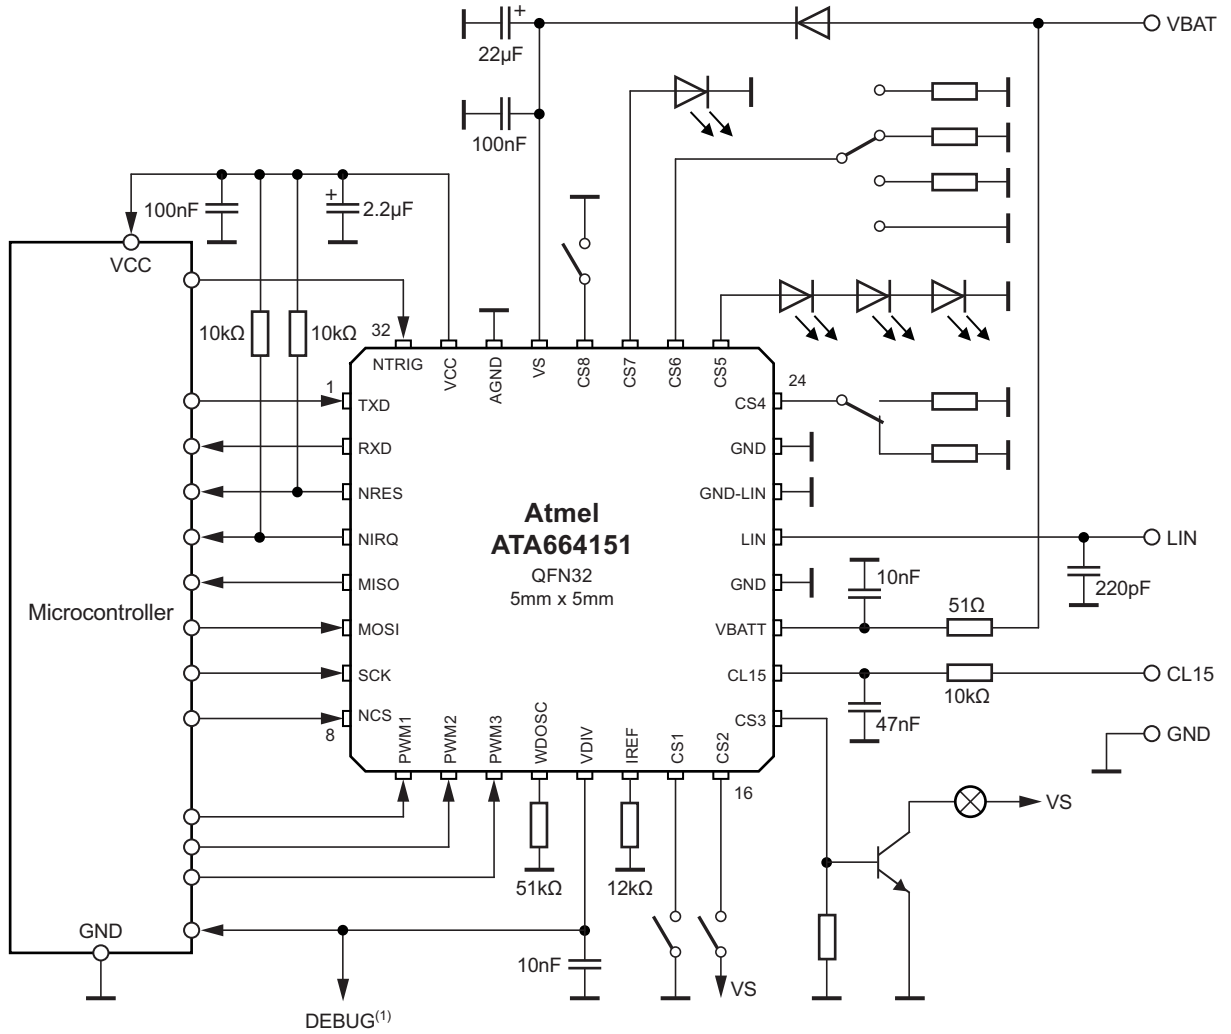 VBAT
+
22µF
100nF
100nF
+
2.2µF
VCC
10kΩ
10kΩ
32
NTRIG
VCC
AGND
VS
CS8
CS7
CS6
CS5
24
1
TXD
RXD
NRES
NIRQ
MISO
MOSI
SCK
NCS
8
CS4
GND
GND-LIN
LIN
GND
VBATT
CL15
CS3
Atmel
ATA664151
QFN32
5mm x 5mm
Microcontroller
LIN
10nF
220pF
51Ω
CL15
10kΩ
47nF
GND
PWM1
PWM2
PWM3
WDOSC
VDIV
IREF
CS1
CS2
16
VS
51kΩ
12kΩ
GND
10nF
VS
DEBUG(1)